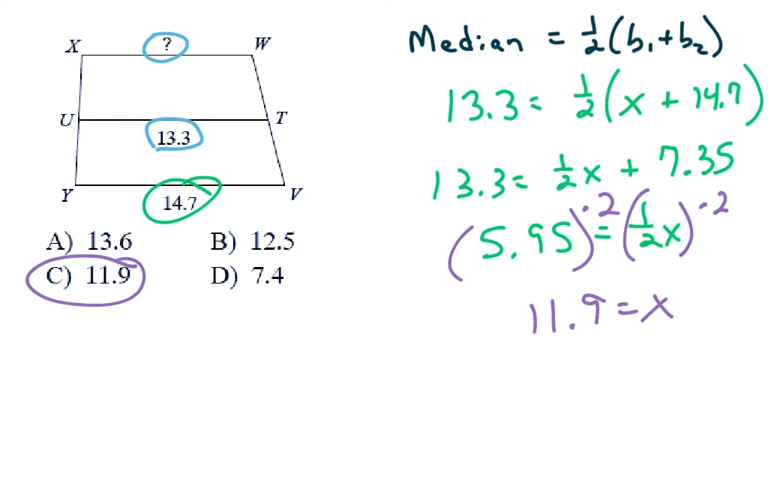 X ? W
U T
13.3
Y V
14.7
A) 13.6 B) 12.5
C) 11.9 D) 7.4
Median = ½(b₁+b₂)
13.3 = ½(x + 14.7)
13.3 = ½x + 7.35
(5.95)·2 = (½x)·2
11.9 = x